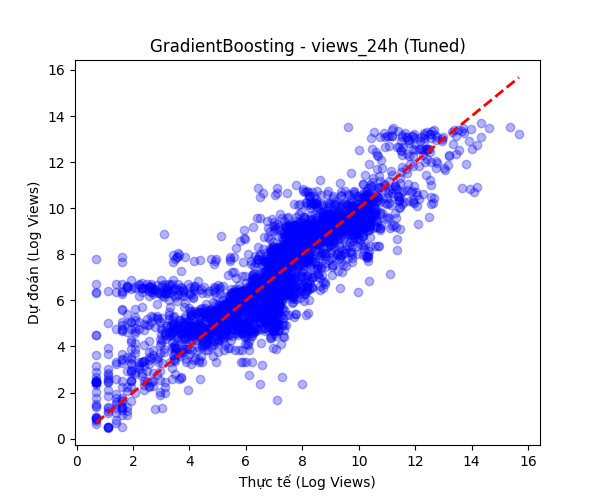 GradientBoosting - views_24h (Tuned)
Dự đoán (Log Views)
16
14
12
10
8
6
4
2
0
0 2 4 6 8 10 12 14 16
Thực tế (Log Views)